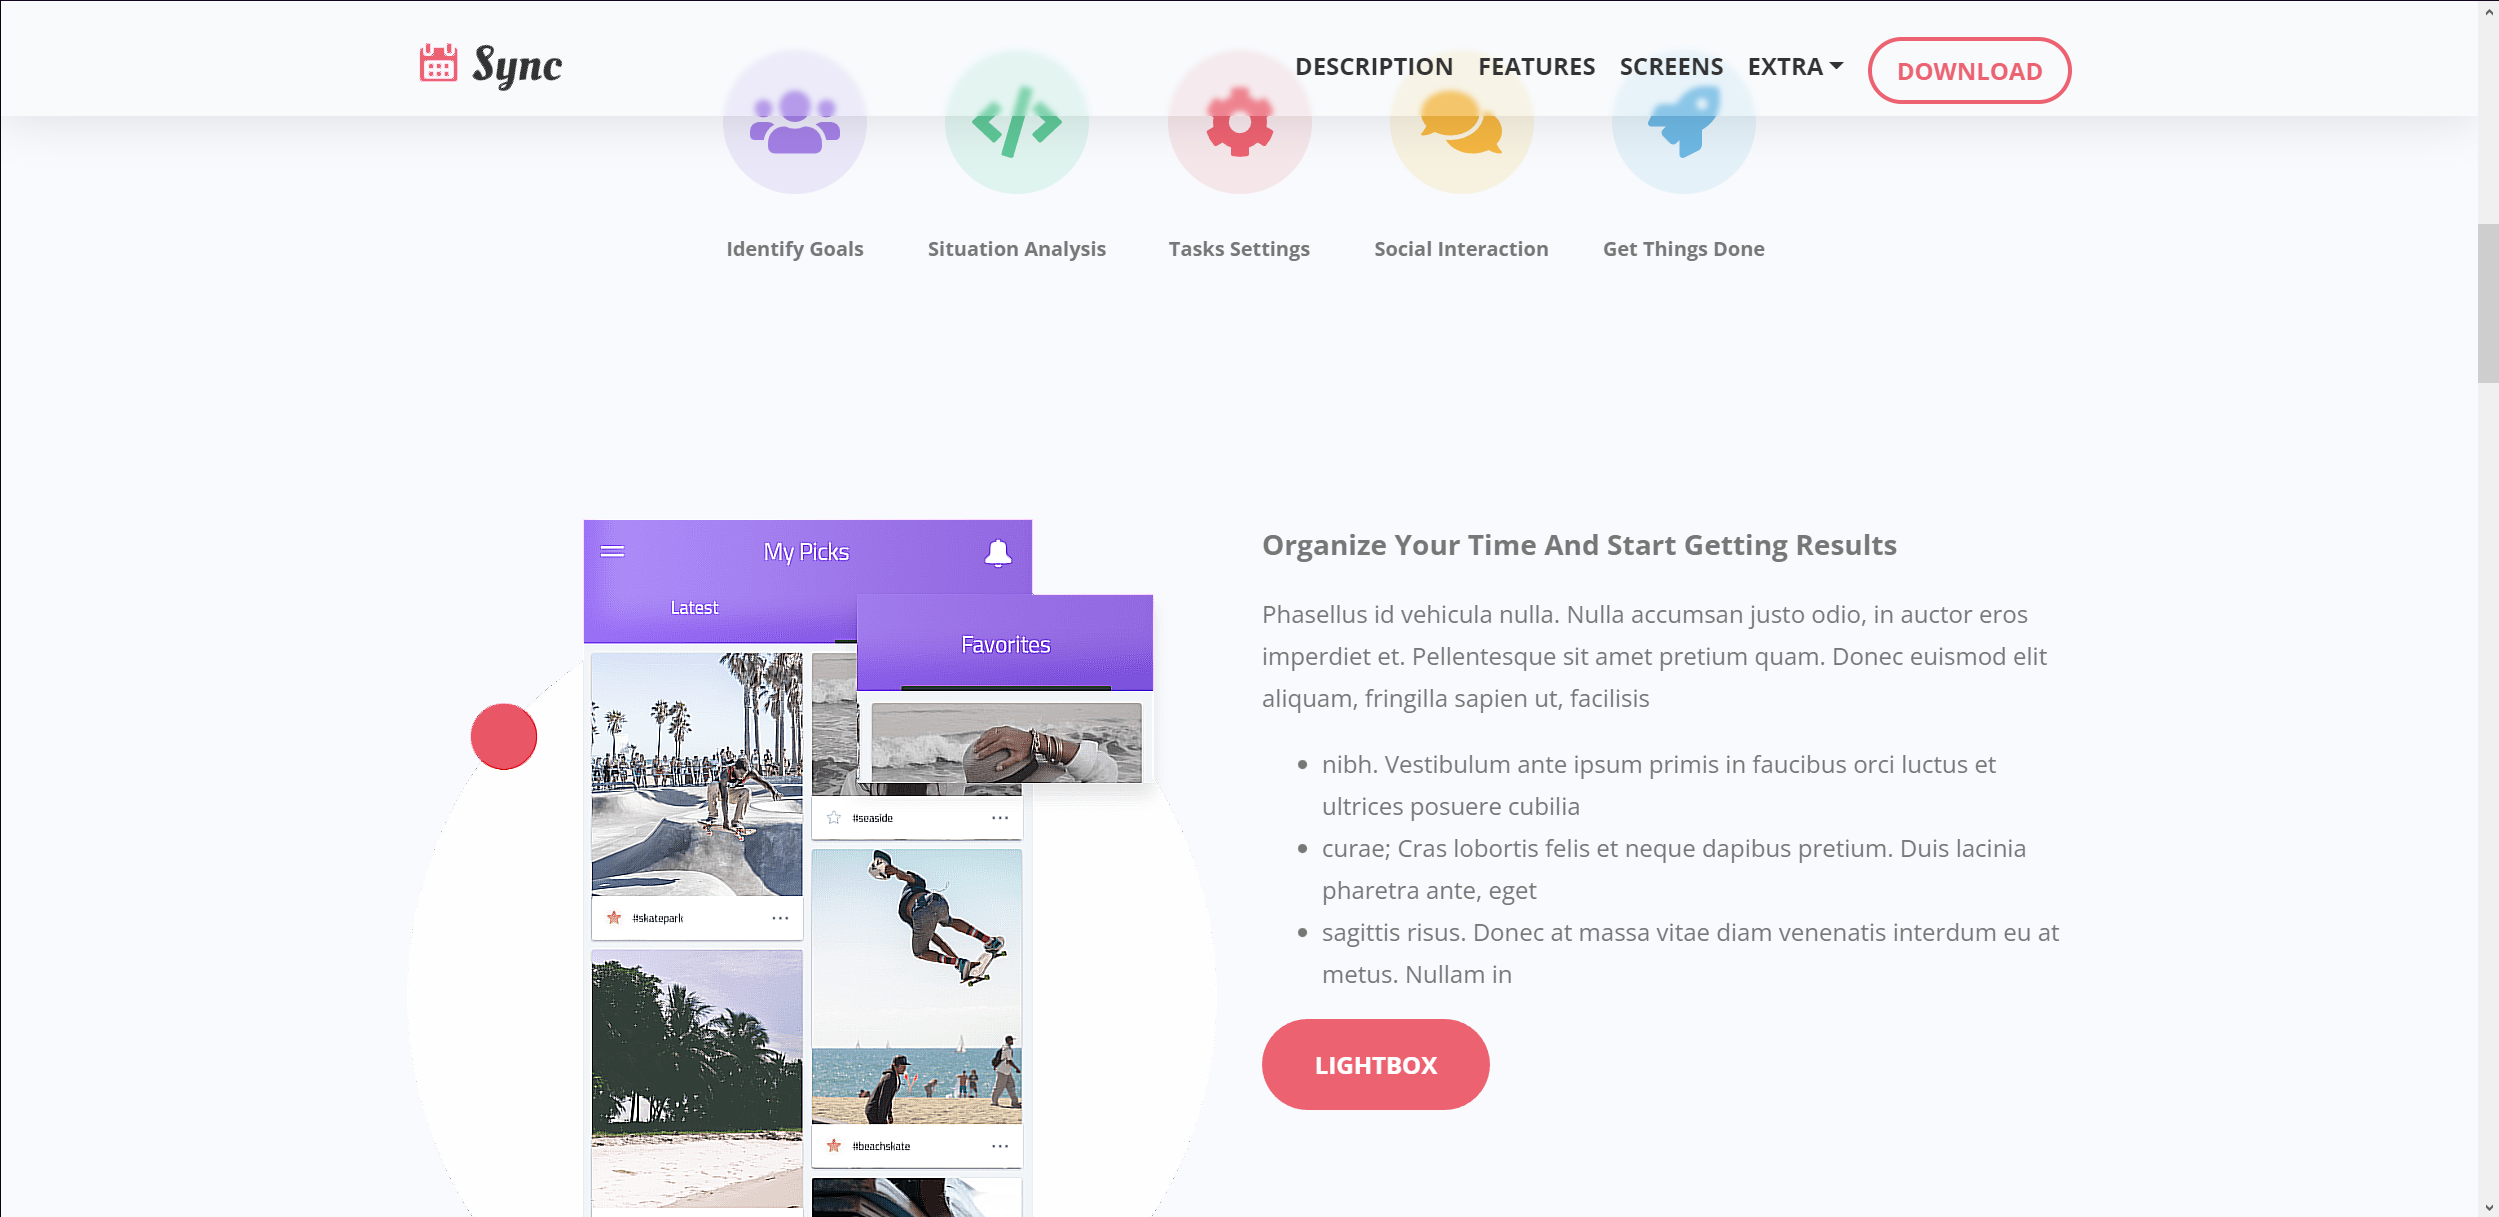 Sync
DESCRIPTION FEATURES SCREENS EXTRA DOWNLOAD
Identify Goals
Situation Analysis
Tasks Settings
Social Interaction
Get Things Done
My Picks
Latest
Favorites
#seaside
#skatepark
#beachskate
Organize Your Time And Start Getting Results
Phasellus id vehicula nulla. Nulla accumsan justo odio, in auctor eros
imperdiet et. Pellentesque sit amet pretium quam. Donec euismod elit
aliquam, fringilla sapien ut, facilisis
• nibh. Vestibulum ante ipsum primis in faucibus orci luctus et
ultrices posuere cubilia
• curae; Cras lobortis felis et neque dapibus pretium. Duis lacinia
pharetra ante, eget
• sagittis risus. Donec at massa vitae diam venenatis interdum eu at
metus. Nullam in
LIGHTBOX